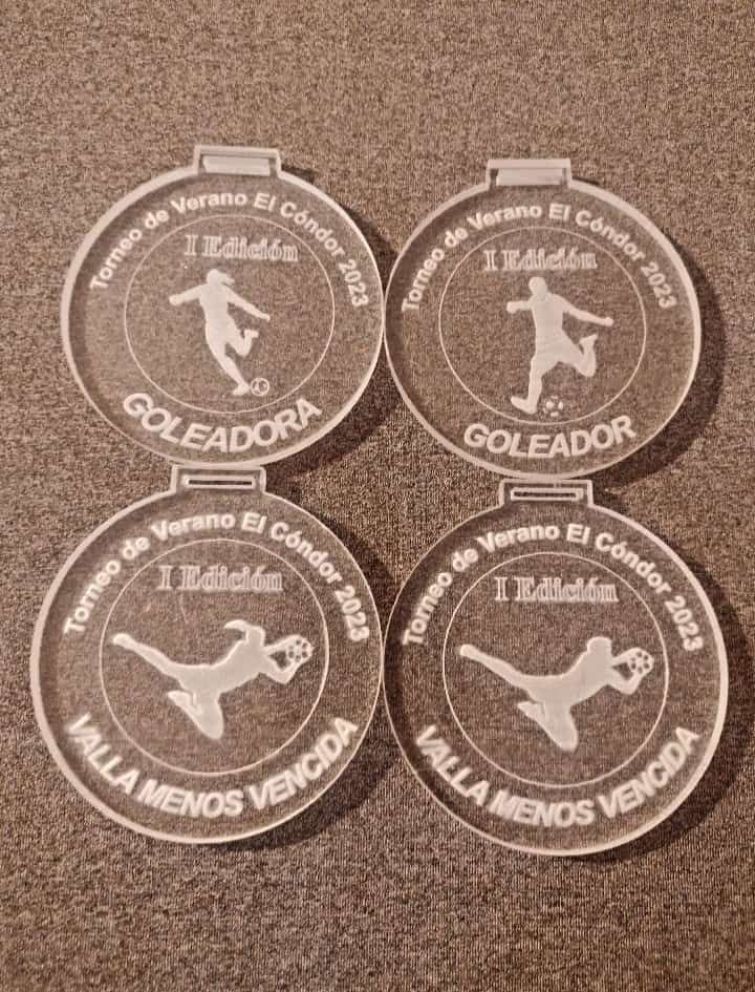 Torneo de Verano El Cóndor 2023
I Edición
GOLEADORA
Torneo de Verano El Cóndor 2023
I Edición
GOLEADOR
Torneo de Verano El Cóndor 2023
I Edición
VALLA MENOS VENCIDA
Torneo de Verano El Cóndor 2023
I Edición
VALLA MENOS VENCIDA